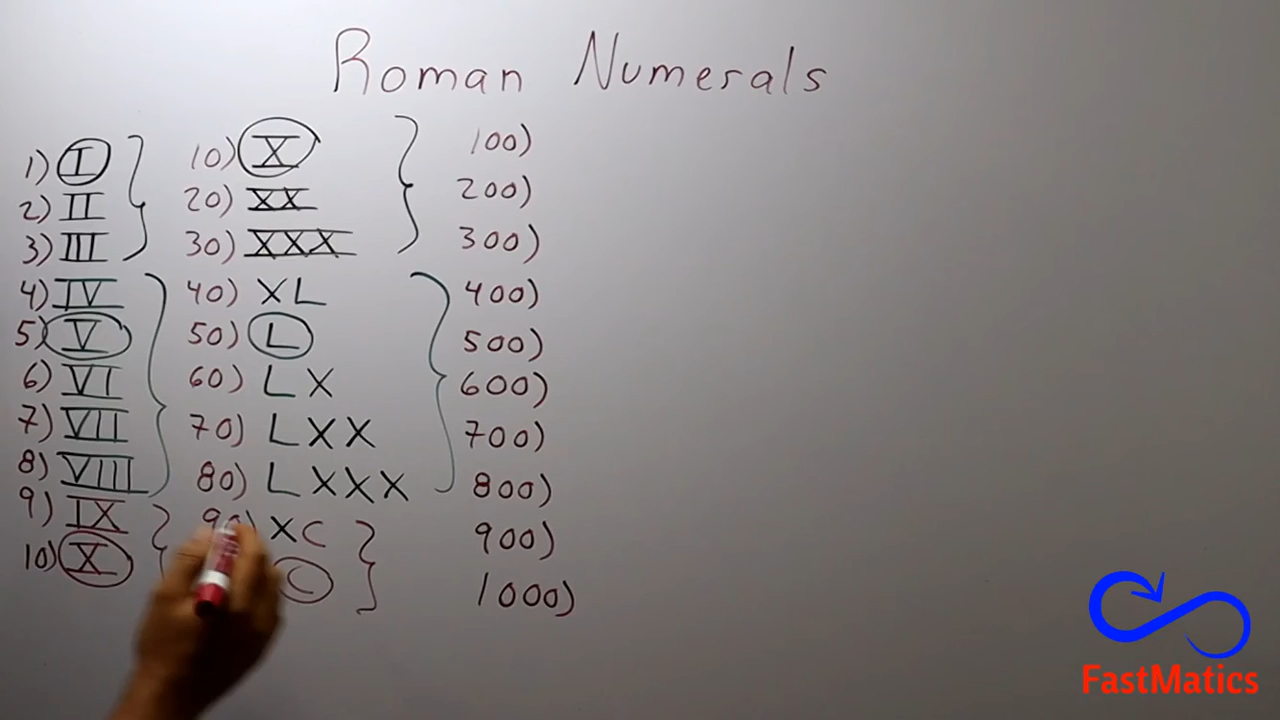 Roman Numerals
1) I
2) II
3) III
4) IV
5) V
6) VI
7) VII
8) VIII
9) IX
10) X
10) X
20) XX
30) XXX
40) XL
50) L
60) LX
70) LXX
80) LXXX
90) XC
C
100)
200)
300)
400)
500)
600)
700)
800)
900)
1000)
FastMatics